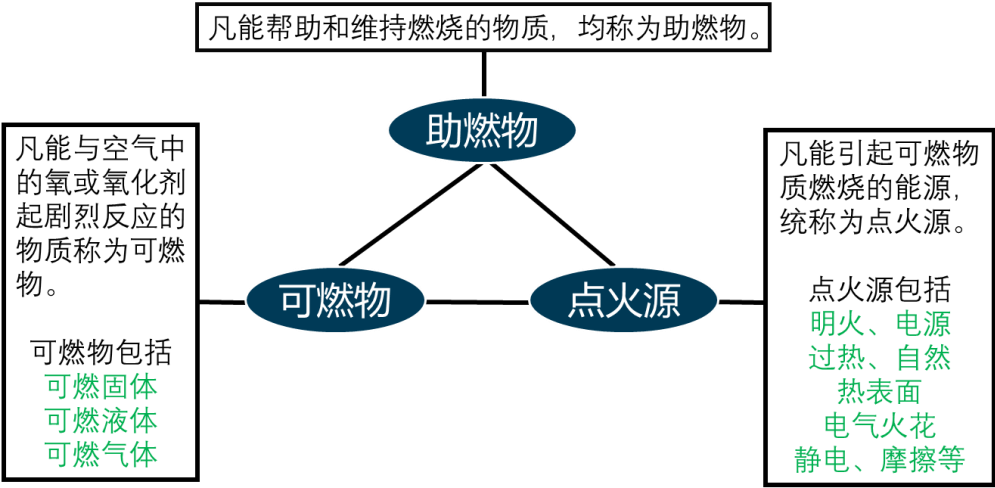 凡能帮助和维持燃烧的物质，均称为助燃物。
助燃物
凡能与空气中
的氧或氧化剂
起剧烈反应的
物质称为可燃
物。
可燃物包括
可燃固体
可燃液体
可燃气体
可燃物
点火源
凡能引起可燃物
质燃烧的能源，
统称为点火源。
点火源包括
明火、电源
过热、自然
热表面
电气火花
静电、摩擦等